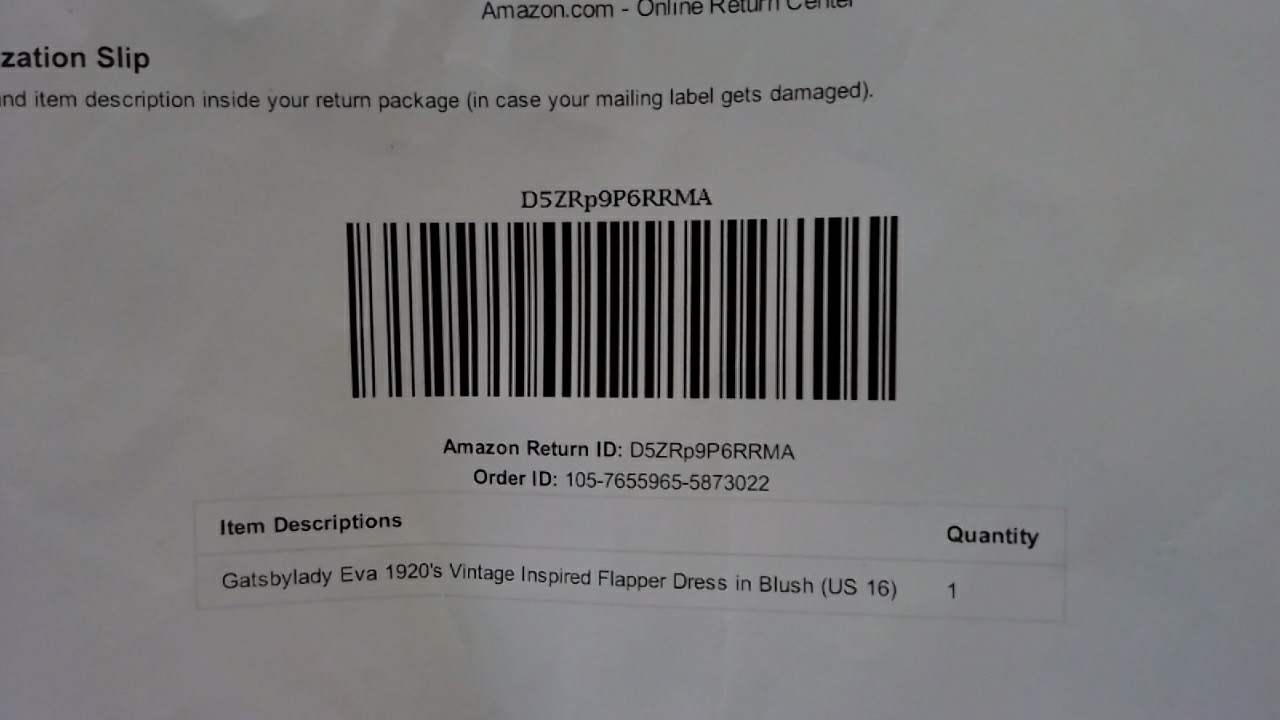 Amazon.com - Online Return Center
zation Slip
nd item description inside your return package (in case your mailing label gets damaged).
D5ZRp9P6RRMA
Amazon Return ID: D5ZRp9P6RRMA
Order ID: 105-7655965-5873022
Item Descriptions Quantity
Gatsbylady Eva 1920's Vintage Inspired Flapper Dress in Blush (US 16) 1